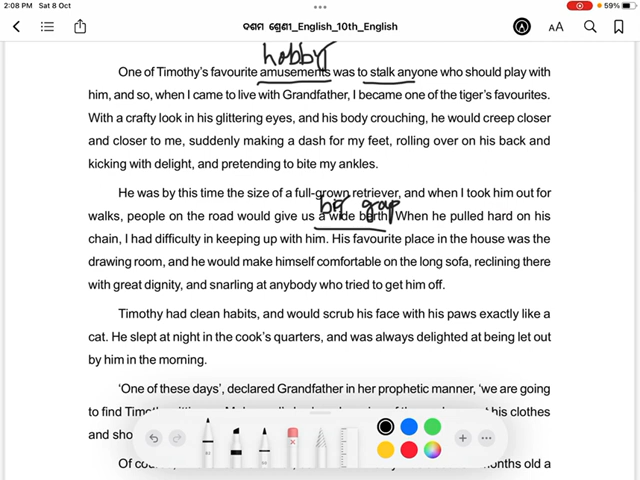 2:08 PM Sat 8 Oct
59%
ଦଶମ ଶ୍ରେଣୀ_English_10th_English
AA
hobby
One of Timothy's favourite amusements was to stalk anyone who should play with
him, and so, when I came to live with Grandfather, I became one of the tiger's favourites.
With a crafty look in his glittering eyes, and his body crouching, he would creep closer
and closer to me, suddenly making a dash for my feet, rolling over on his back and
kicking with delight, and pretending to bite my ankles.
He was by this time the size of a full-grown retriever, and when I took him out for
big gap
walks, people on the road would give us a wide berth. When he pulled hard on his
chain, I had difficulty in keeping up with him. His favourite place in the house was the
drawing room, and he would make himself comfortable on the long sofa, reclining there
with great dignity, and snarling at anybody who tried to get him off.
Timothy had clean habits, and would scrub his face with his paws exactly like a
cat. He slept at night in the cook's quarters, and was always delighted at being let out
by him in the morning.
'One of these days', declared Grandfather in her prophetic manner, 'we are going
to find his clothes
and
Of months old a